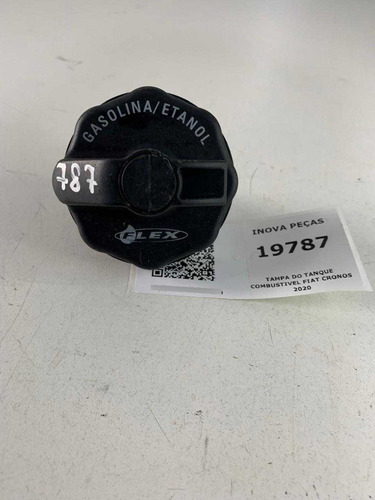 GASOLINA/ETANOL
787
FLEX
INOVA PEÇAS
19787
TAMPA DO TANQUE
COMBUSTIVEL FIAT CRONOS
2020